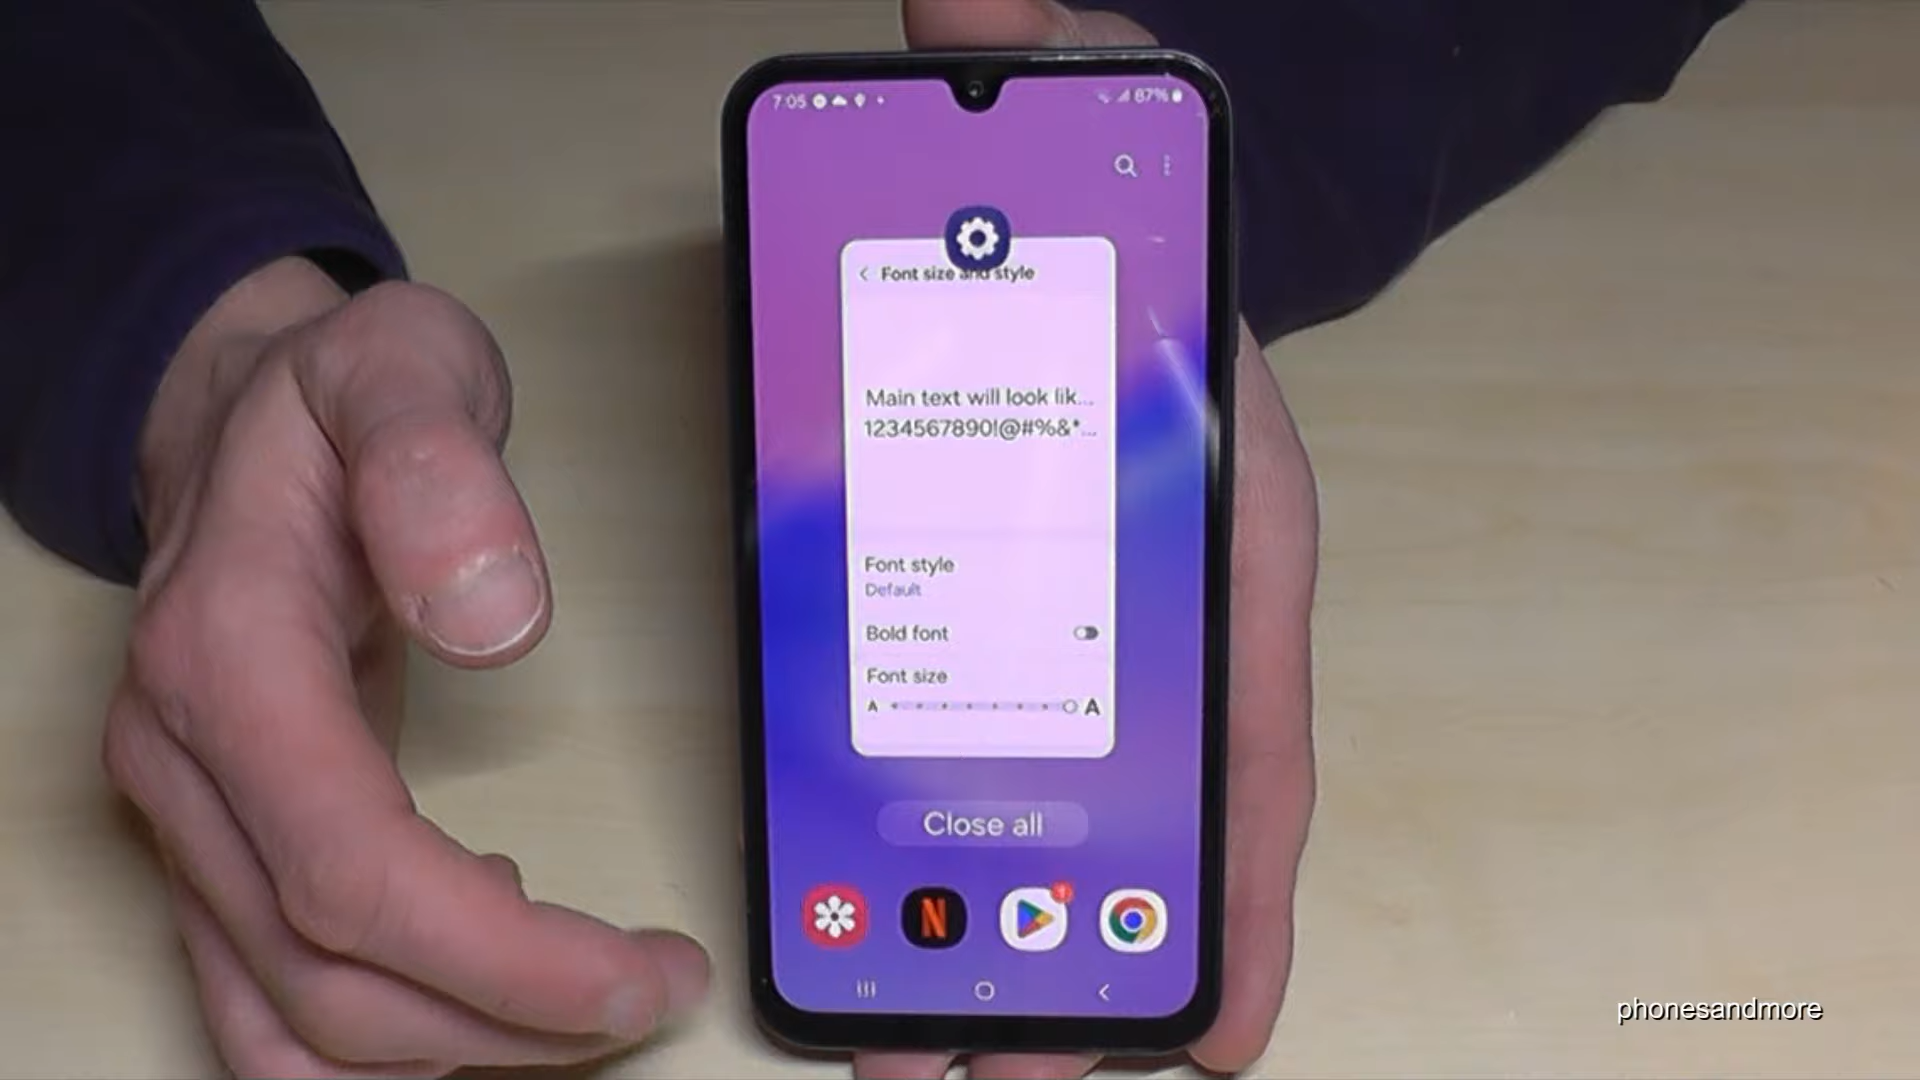 7:05
87%
Font size and style
Main text will look lik...
1234567890!@#%&*...
Font style
Default
Bold font
Font size
A A
Close all
N
1
phonesandmore